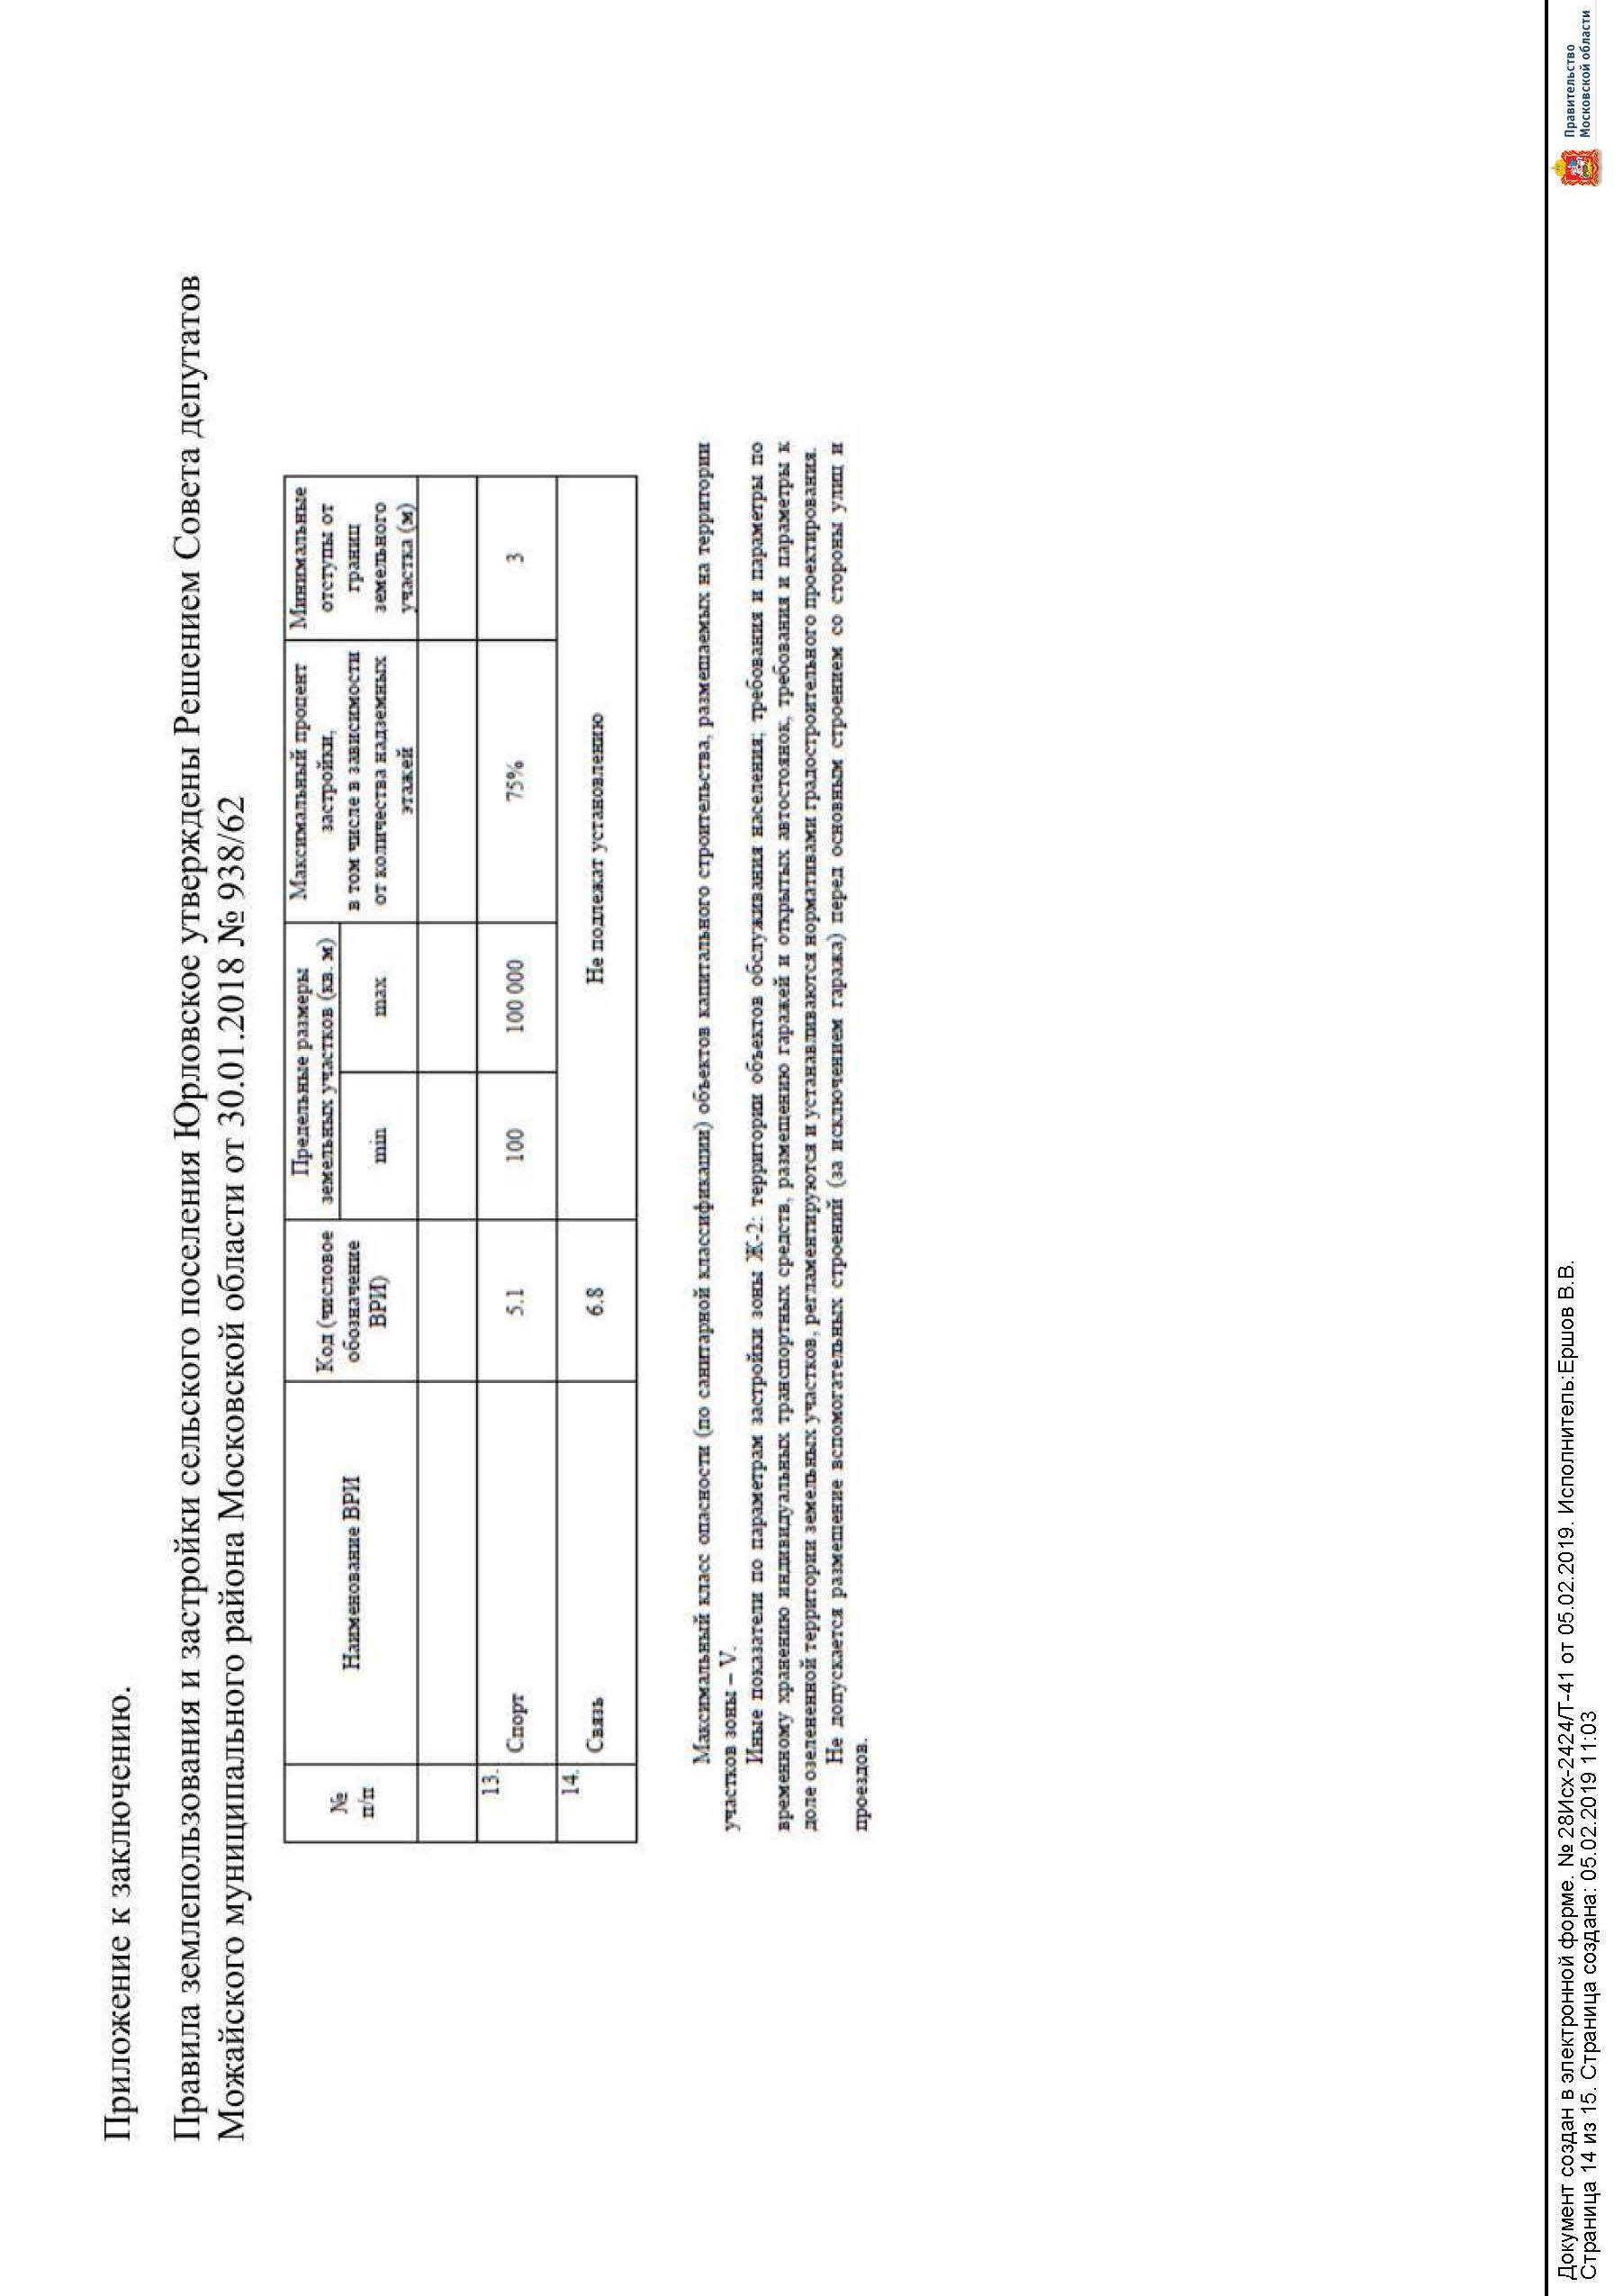 Приложение к заключению.
Правила землепользования и застройки сельского поселения Юрловское утверждены Решением Совета депутатов
Можайского муниципального района Московской области от 30.01.2018 № 938/62
№
п/п
Наименование ВРИ
Код (числовое
обозначение
ВРИ)
Предельные размеры
земельных участков (кв. м)
min
max
Максимальный процент
застройки,
в том числе в зависимости
от количества надземных
этажей
Минимальные
отступы от
границ
земельного
участка (м)
13. Спорт 5.1 100 100 000 75% 3
14. Связь 6.8 Не подлежат установлению
Максимальный класс опасности (по санитарной классификации) объектов капитального строительства, размещаемых на территории
участков зоны – V.
Иные показатели по параметрам застройки зоны Ж-2: территории объектов обслуживания населения; требования и параметры по
временному хранению индивидуальных транспортных средств, размещению гаражей и открытых автостоянок, требования и параметры к
доле озелененной территории земельных участков, регламентируются и устанавливаются нормативами градостроительного проектирования.
Не допускается размещение вспомогательных строений (за исключением гаража) перед основным строением со стороны улиц и
проездов.
Документ создан в электронной форме. № 28Исх-2424/Т-41 от 05.02.2019. Исполнитель:Ершов В.В.
Страница 14 из 15. Страница создана: 05.02.2019 11:03
Правительство
Московской области